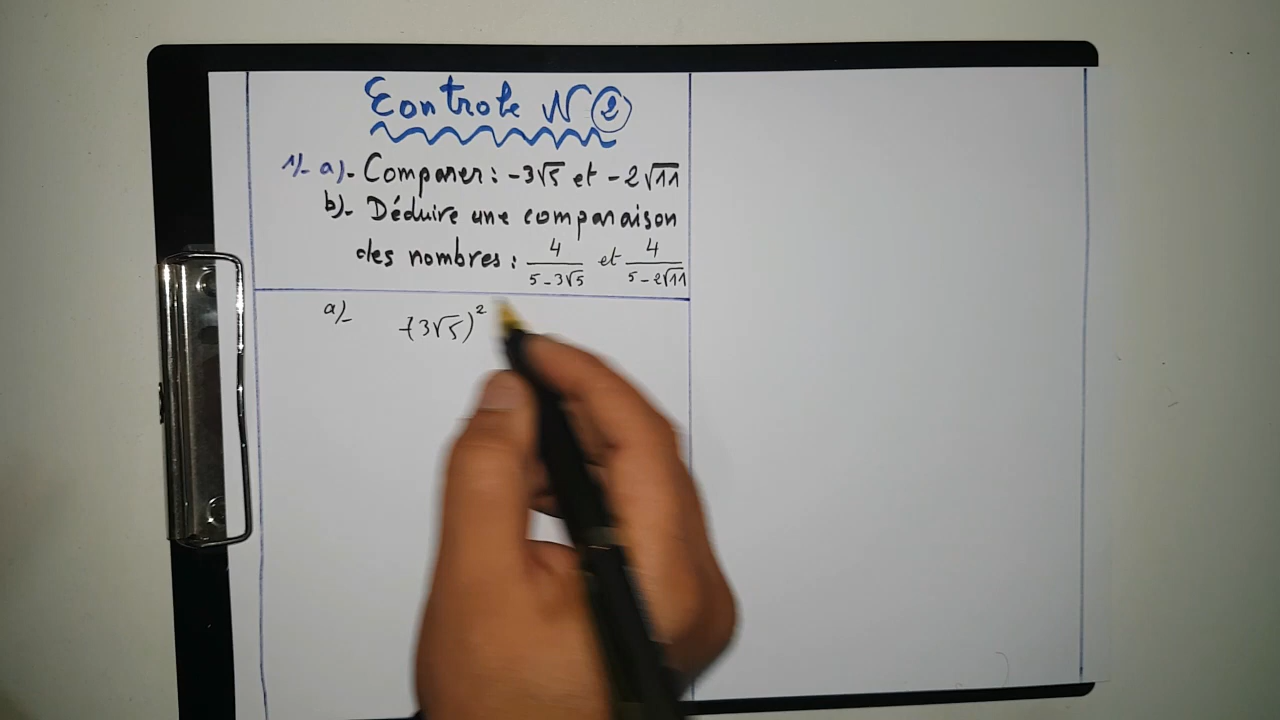 Controle N②
1)- a)- Comparer : -3√5 et -2√11
b)- Déduire une comparaison
des nombres : 4/(5-3√5) et 4/(5-2√11)
a)- -(3√5)²